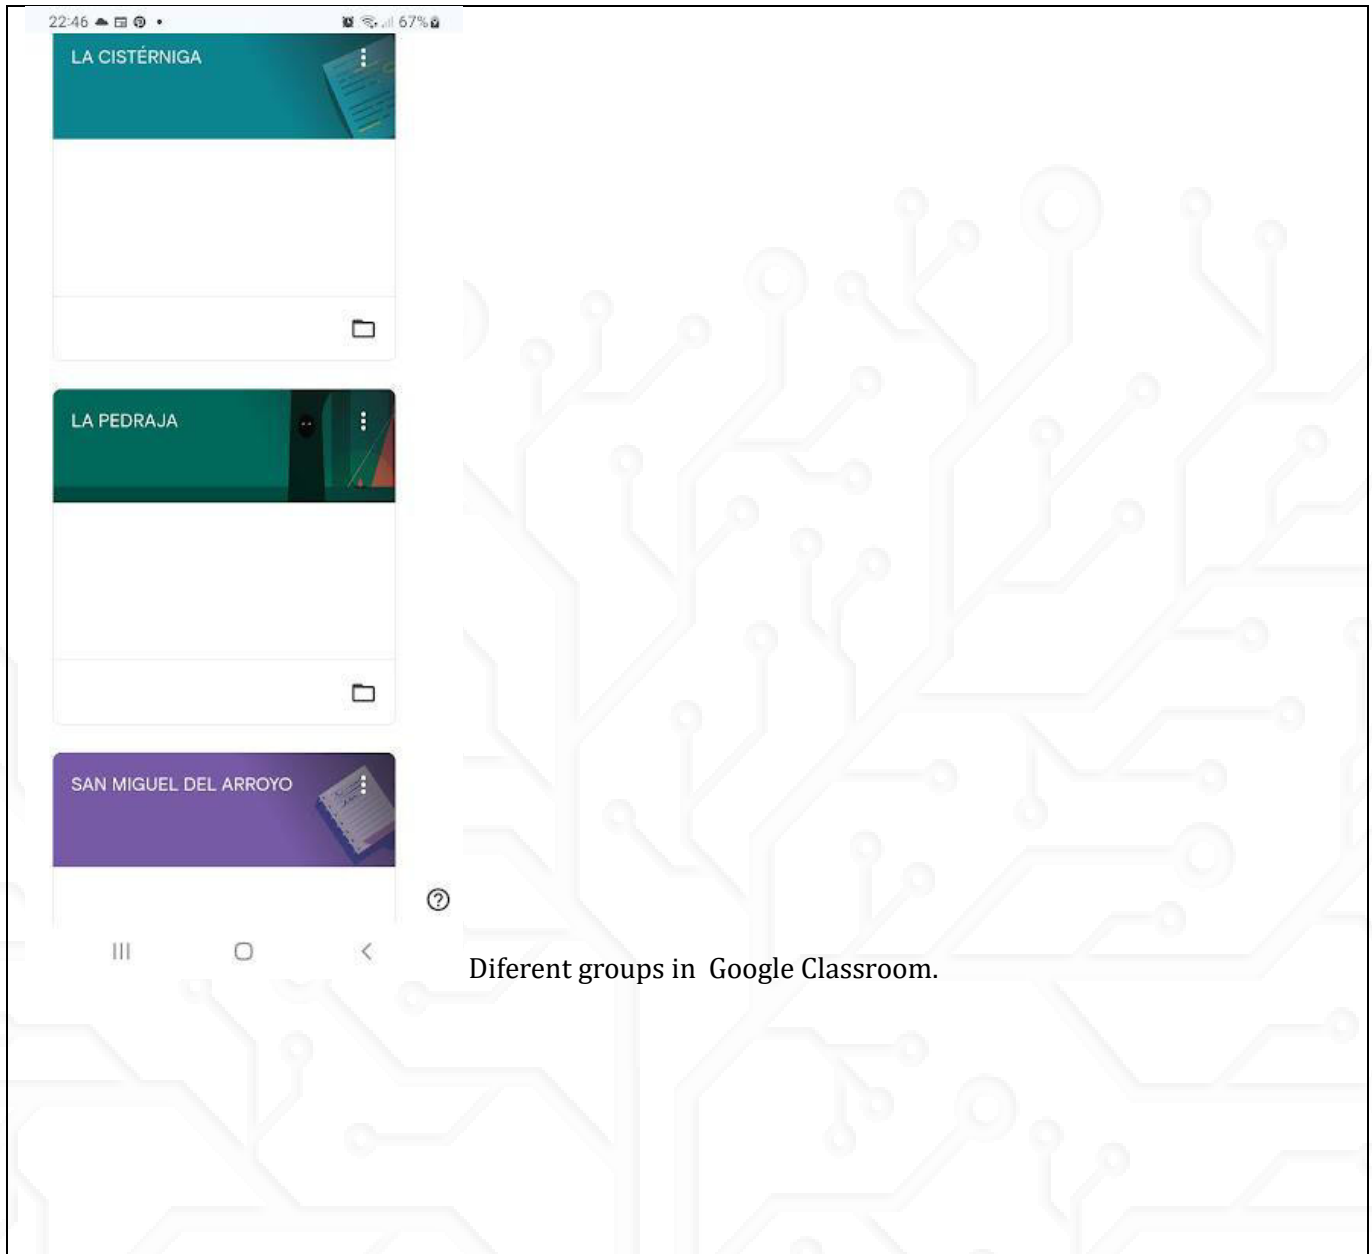 22:46 67%
LA CISTÉRNIGA
LA PEDRAJA
SAN MIGUEL DEL ARROYO
Diferent groups in Google Classroom.